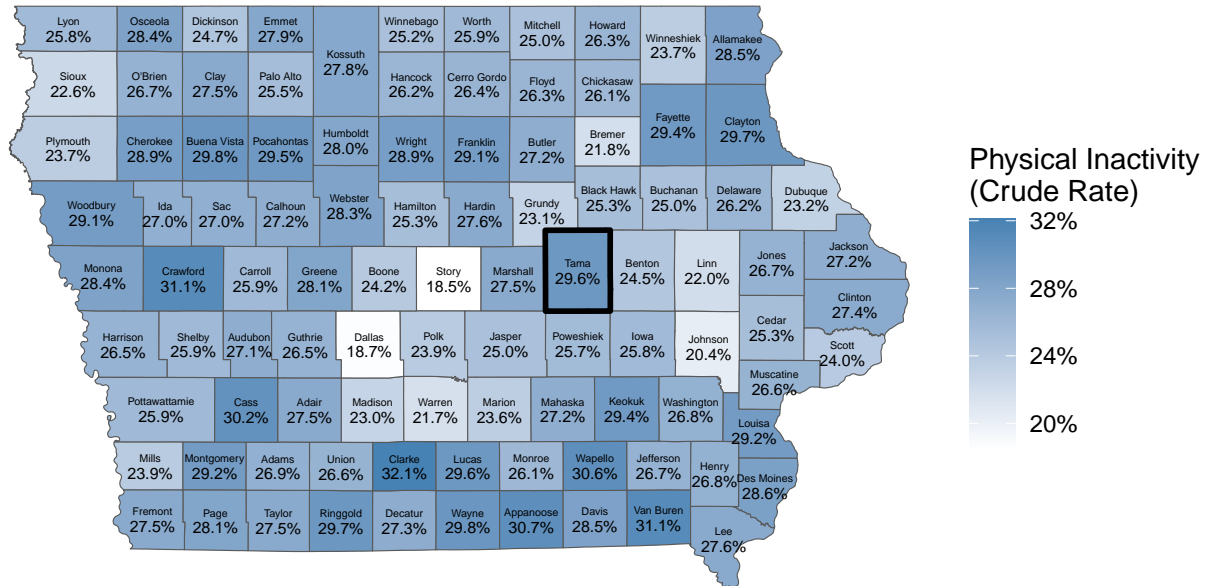 Lyon
25.8%
Osceola
28.4%
Dickinson
24.7%
Emmet
27.9%
Kossuth
27.8%
Winnebago
25.2%
Worth
25.9%
Mitchell
25.0%
Howard
26.3%
Winneshiek
23.7%
Allamakee
28.5%
Sioux
22.6%
O'Brien
26.7%
Clay
27.5%
Palo Alto
25.5%
Hancock
26.2%
Cerro Gordo
26.4%
Floyd
26.3%
Chickasaw
26.1%
Fayette
29.4%
Clayton
29.7%
Plymouth
23.7%
Cherokee
28.9%
Buena Vista
29.8%
Pocahontas
29.5%
Humboldt
28.0%
Wright
28.9%
Franklin
29.1%
Butler
27.2%
Bremer
21.8%
Woodbury
29.1%
Ida
27.0%
Sac
27.0%
Calhoun
27.2%
Webster
28.3%
Hamilton
25.3%
Hardin
27.6%
Grundy
23.1%
Black Hawk
25.3%
Buchanan
25.0%
Delaware
26.2%
Dubuque
23.2%
Monona
28.4%
Crawford
31.1%
Carroll
25.9%
Greene
28.1%
Boone
24.2%
Story
18.5%
Marshall
27.5%
Tama
29.6%
Benton
24.5%
Linn
22.0%
Jones
26.7%
Jackson
27.2%
Clinton
27.4%
Harrison
26.5%
Shelby
25.9%
Audubon
27.1%
Guthrie
26.5%
Dallas
18.7%
Polk
23.9%
Jasper
25.0%
Poweshiek
25.7%
Iowa
25.8%
Johnson
20.4%
Cedar
25.3%
Scott
24.0%
Muscatine
26.6%
Pottawattamie
25.9%
Cass
30.2%
Adair
27.5%
Madison
23.0%
Warren
21.7%
Marion
23.6%
Mahaska
27.2%
Keokuk
29.4%
Washington
26.8%
Louisa
29.2%
Mills
23.9%
Montgomery
29.2%
Adams
26.9%
Union
26.6%
Clarke
32.1%
Lucas
29.6%
Monroe
26.1%
Wapello
30.6%
Jefferson
26.7%
Henry
26.8%
Des Moines
28.6%
Fremont
27.5%
Page
28.1%
Taylor
27.5%
Ringgold
29.7%
Decatur
27.3%
Wayne
29.8%
Appanoose
30.7%
Davis
28.5%
Van Buren
31.1%
Lee
27.6%
Physical Inactivity
(Crude Rate)
32%
28%
24%
20%